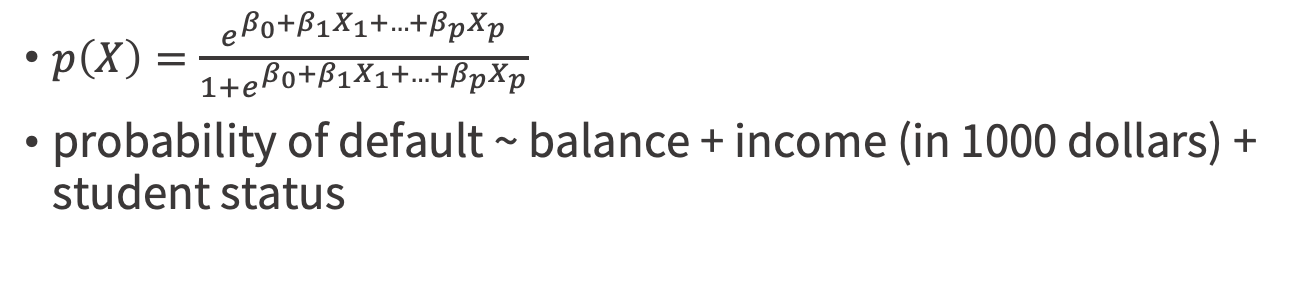 • p(X) = e^{β₀+β₁X₁+...+βₚXₚ} / 1+e^{β₀+β₁X₁+...+βₚXₚ}
• probability of default ~ balance + income (in 1000 dollars) +
student status